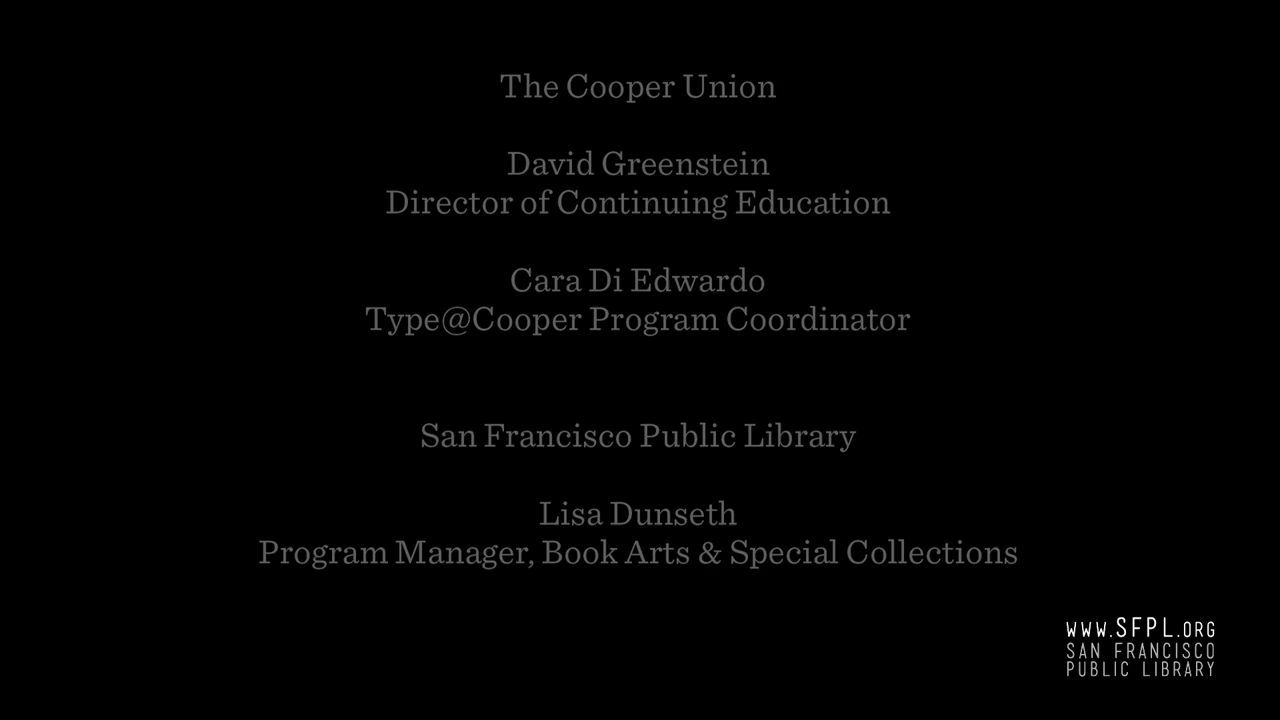 The Cooper Union
David Greenstein
Director of Continuing Education
Cara Di Edwardo
Type@Cooper Program Coordinator
San Francisco Public Library
Lisa Dunseth
Program Manager, Book Arts & Special Collections
WWW.SFPL.ORG
SAN FRANCISCO
PUBLIC LIBRARY